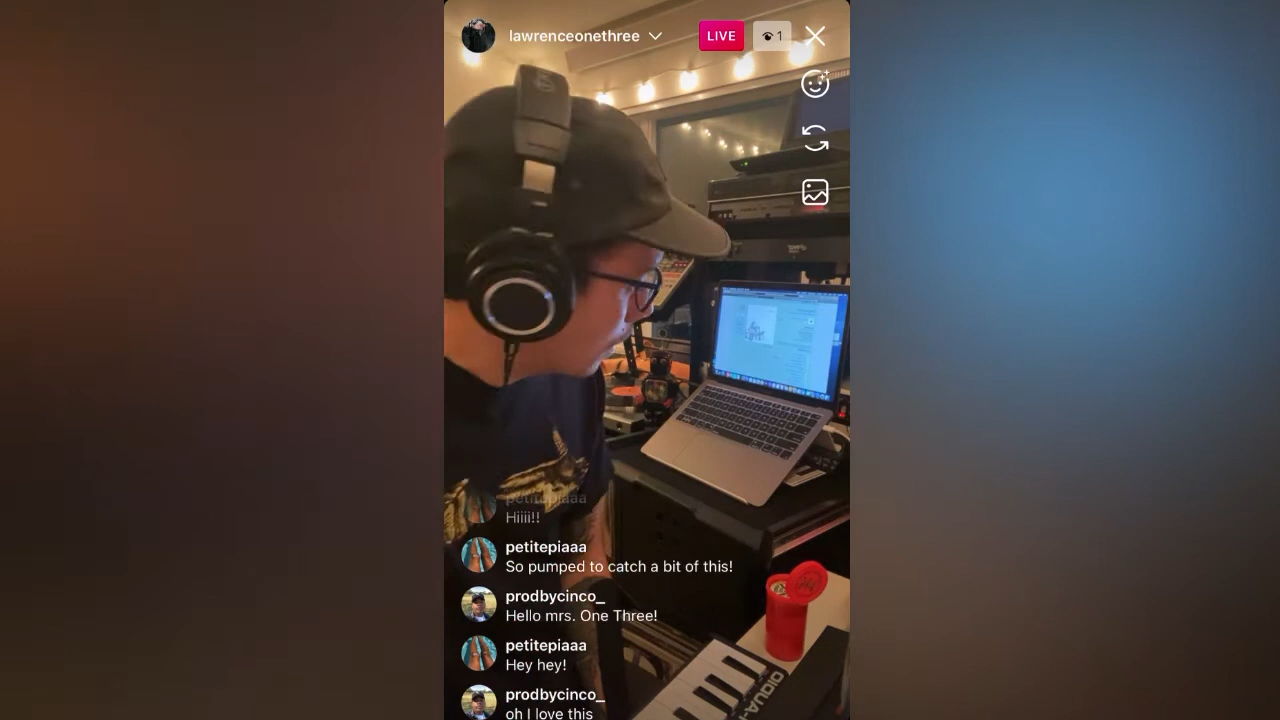 lawrenceonethree
LIVE
1
petitepiaaa
Hiiii!!
petitepiaaa
So pumped to catch a bit of this!
prodbycinco_
Hello mrs. One Three!
petitepiaaa
Hey hey!
prodbycinco_
oh I love this